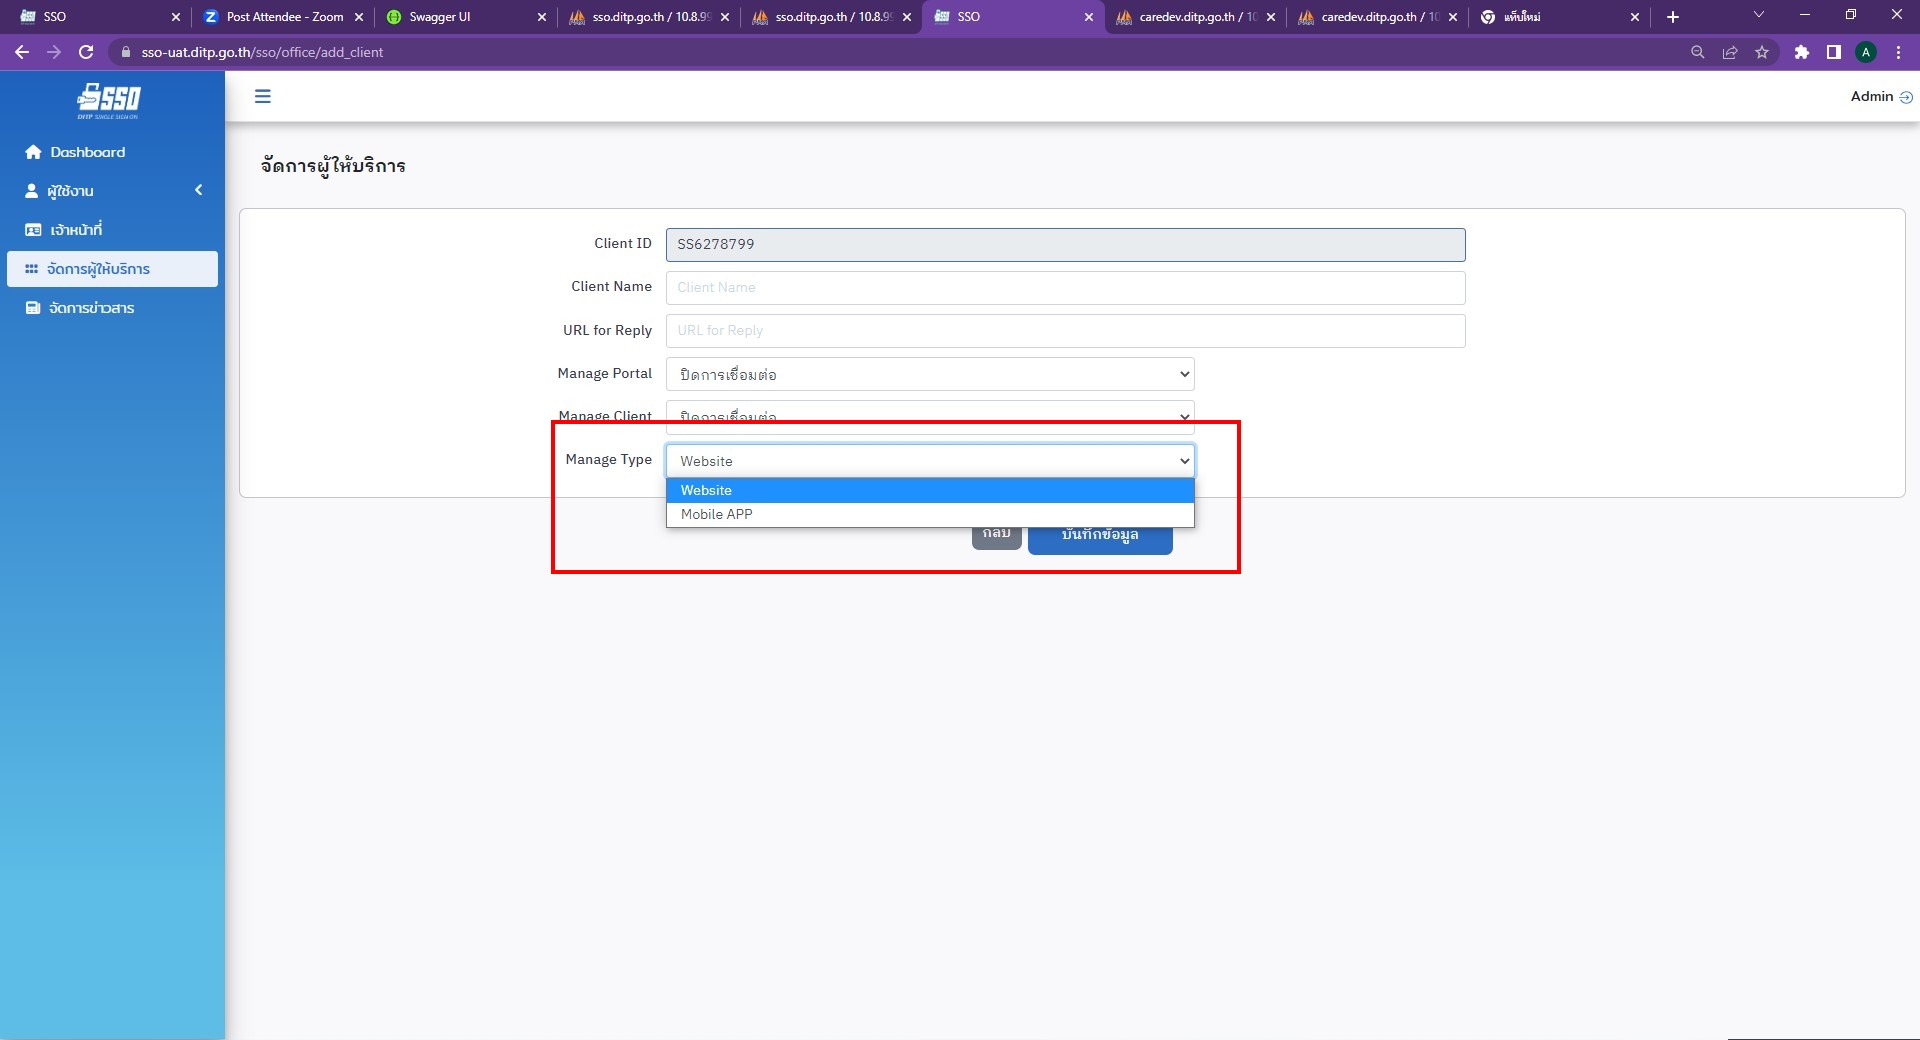 SSO
Post Attendee - Zoom
Swagger UI
sso.ditp.go.th / 10.8.99
sso.ditp.go.th / 10.8.99
SSO
caredev.ditp.go.th / 10
caredev.ditp.go.th / 10
แท็บใหม่
sso-uat.ditp.go.th/sso/office/add_client
A
SSO
DITP SINGLE SIGN ON
Admin
Dashboard
ผู้ใช้งาน
เจ้าหน้าที่
จัดการผู้ให้บริการ
จัดการข่าวสาร
จัดการผู้ให้บริการ
Client ID SS6278799
Client Name Client Name
URL for Reply URL for Reply
Manage Portal ปิดการเชื่อมต่อ
Manage Client ปิดการเชื่อมต่อ
Manage Type Website
Website
Mobile APP
กลับ บันทึกข้อมูล